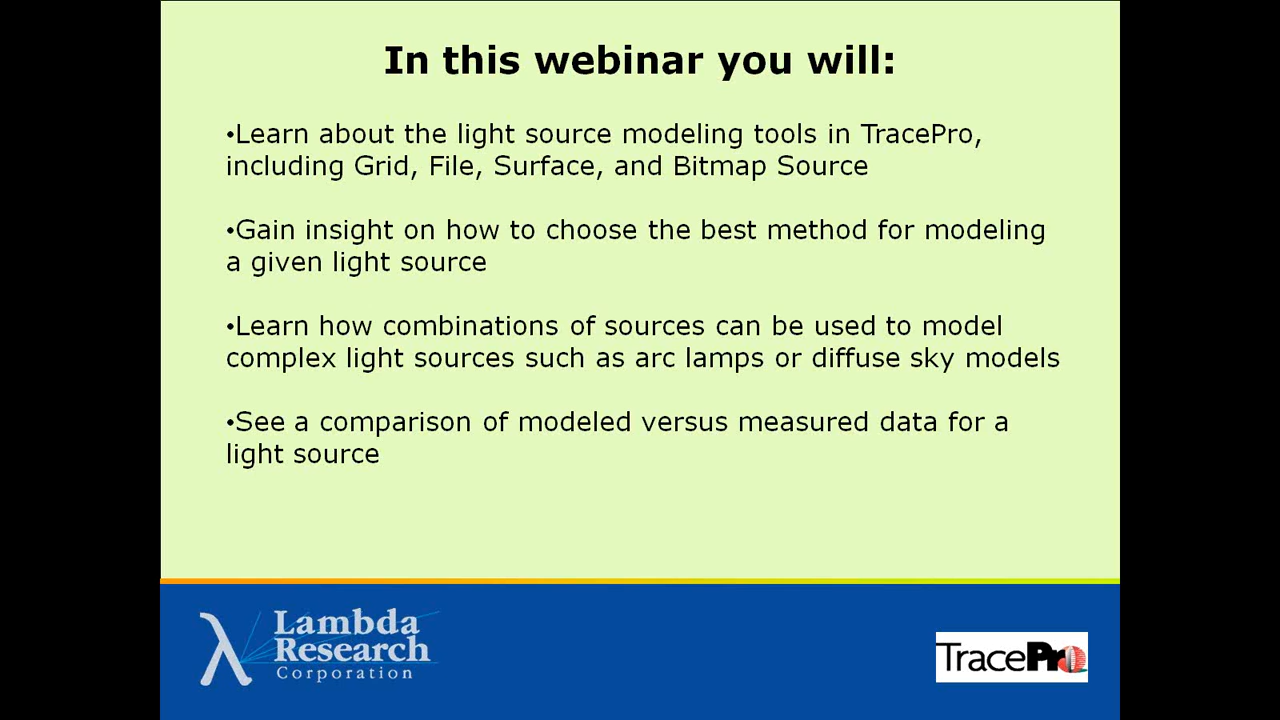 In this webinar you will:
•Learn about the light source modeling tools in TracePro,
including Grid, File, Surface, and Bitmap Source
•Gain insight on how to choose the best method for modeling
a given light source
•Learn how combinations of sources can be used to model
complex light sources such as arc lamps or diffuse sky models
•See a comparison of modeled versus measured data for a
light source
λ Lambda
Research
Corporation
TracePro